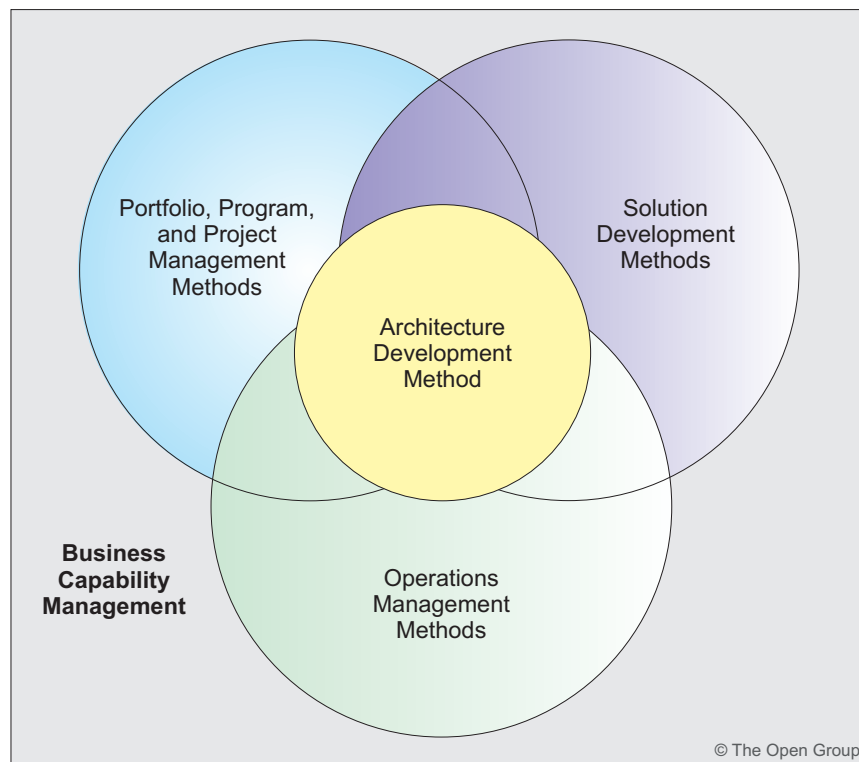 Portfolio, Program,
and Project
Management
Methods
Solution
Development
Methods
Architecture
Development
Method
Business
Capability
Management
Operations
Management
Methods
© The Open Group